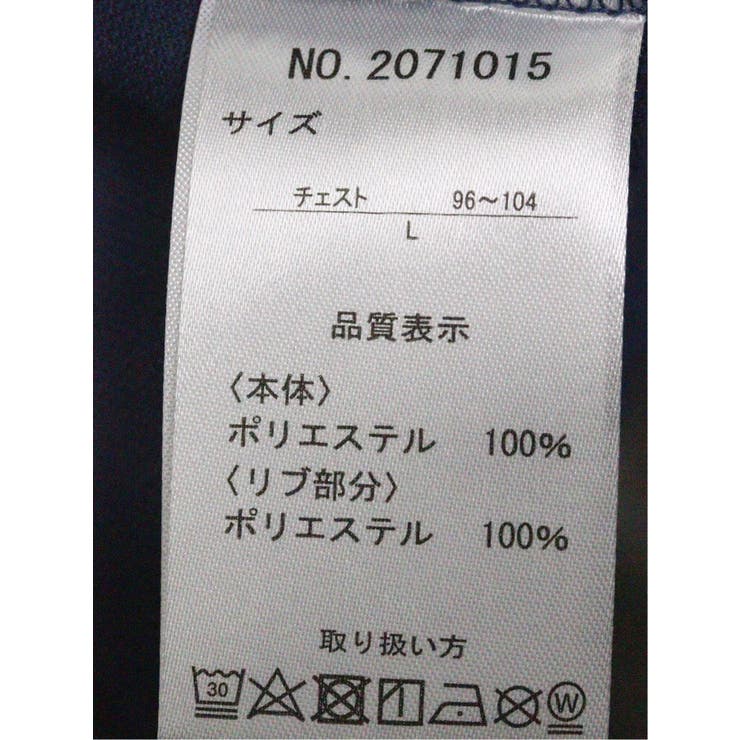 NO. 2071015
サイズ
チェスト 96～104
L
品質表示
〈本体〉
ポリエステル 100%
〈リブ部分〉
ポリエステル 100%
取り扱い方
30
W